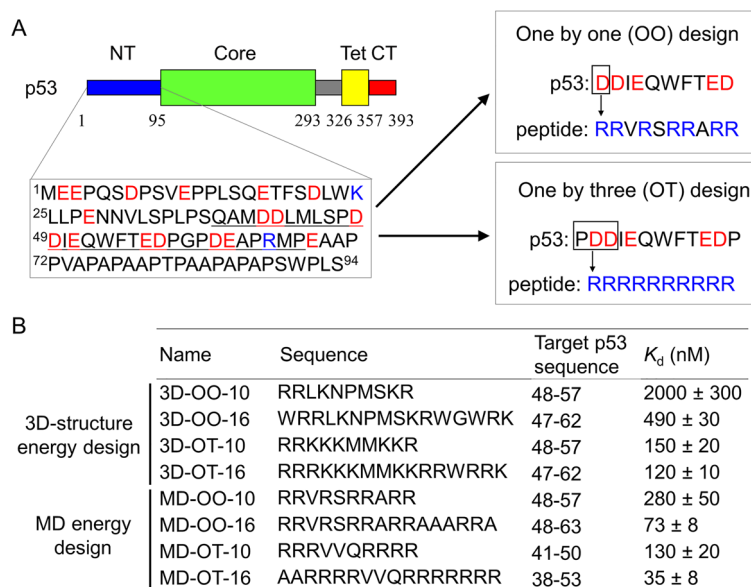 A
NT Core Tet CT
p53
1 95 293 326 357 393
1MEEPQSDPSVEPPLSQETFSDLWK
25LLPENNVLSPLPSQAMDDLMLSPD
49DIEQWFTEDPGPDEAPRMPEAAP
72PVAPAPAAPTPAAPAPAPSWPLS94
One by one (OO) design
p53: DDIEQWFTED
peptide: RRVRSRRARR
One by three (OT) design
p53: PDDIEQWFTEDP
peptide: RRRRRRRRRR
B
Name Sequence Target p53 sequence Kd (nM)
3D-structure energy design
3D-OO-10 RRLKNPMSKR 48-57 2000 ± 300
3D-OO-16 WRRLKNPMSKRWGWRK 47-62 490 ± 30
3D-OT-10 RRKKKMMKKR 48-57 150 ± 20
3D-OT-16 RRRKKKMMKKRRWRRK 47-62 120 ± 10
MD energy design
MD-OO-10 RRVRSRRARR 48-57 280 ± 50
MD-OO-16 RRVRSRRARRAAARRA 48-63 73 ± 8
MD-OT-10 RRRVVQRRRR 41-50 130 ± 20
MD-OT-16 AARRRRVVQRRRRRRR 38-53 35 ± 8